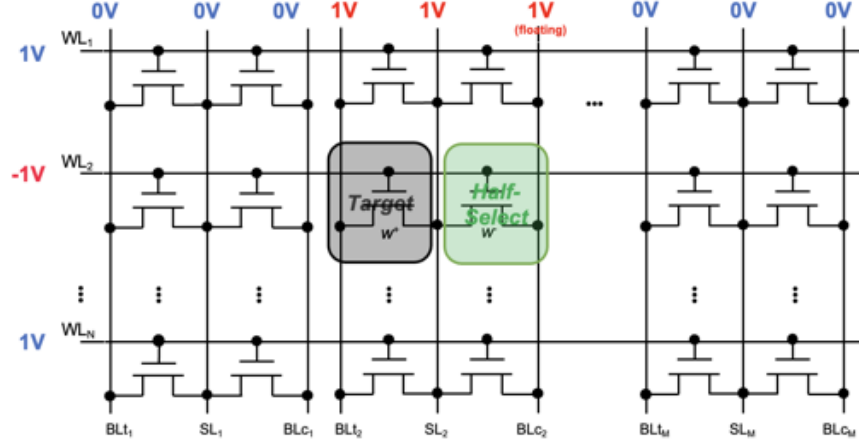 0V 0V 0V 1V 1V 1V 0V 0V 0V
(floating)
WL1
1V
...
WL2
-1V
Target
Half-
Select
W+
W-
WLN
1V
BLt1 SL1 BLc1 BLt2 SL2 BLc2 BLtM SLM BLcM